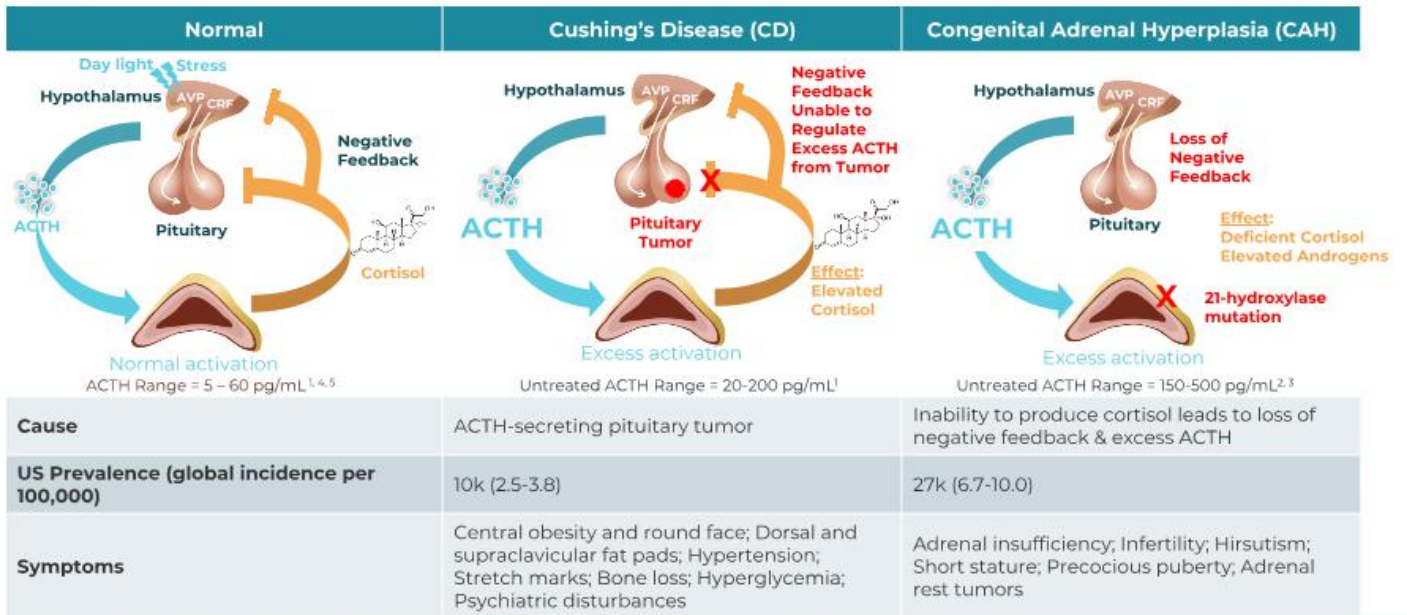 Normal
Cushing's Disease (CD)
Congenital Adrenal Hyperplasia (CAH)
Day light
Stress
Hypothalamus
AVP
CRF
Negative
Feedback
ACTH
Pituitary
OH
Cortisol
Normal activation
ACTH Range = 5 – 60 pg/mL1, 4, 5
Hypothalamus
AVP
CRF
Negative
Feedback
Unable to
Regulate
Excess ACTH
from Tumor
X
ACTH
Pituitary
Tumor
HO
OH
OH
Effect:
Elevated
Cortisol
Excess activation
Untreated ACTH Range = 20-200 pg/mL1
Hypothalamus
AVP
CRF
Loss of
Negative
Feedback
ACTH
Pituitary
Effect:
Deficient Cortisol
Elevated Androgens
X
21-hydroxylase
mutation
Excess activation
Untreated ACTH Range = 150-500 pg/mL2, 3
Cause
ACTH-secreting pituitary tumor
Inability to produce cortisol leads to loss of
negative feedback & excess ACTH
US Prevalence (global incidence per
100,000)
10k (2.5-3.8)
27k (6.7-10.0)
Symptoms
Central obesity and round face; Dorsal and
supraclavicular fat pads; Hypertension;
Stretch marks; Bone loss; Hyperglycemia;
Psychiatric disturbances
Adrenal insufficiency; Infertility; Hirsutism;
Short stature; Precocious puberty; Adrenal
rest tumors